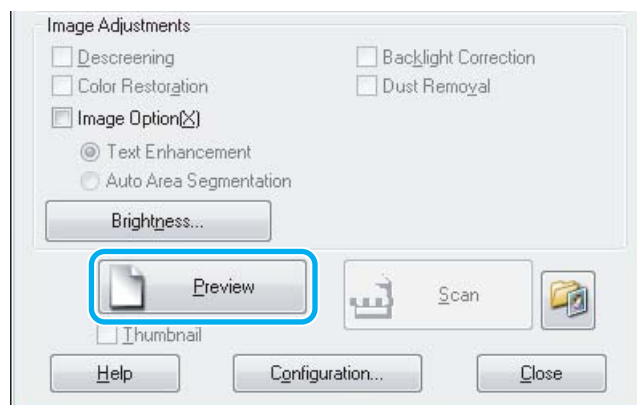 Image Adjustments
Descreening Backlight Correction
Color Restoration Dust Removal
Image Option(X)
Text Enhancement
Auto Area Segmentation
Brightness...
Preview Scan
Thumbnail
Help Configuration... Close